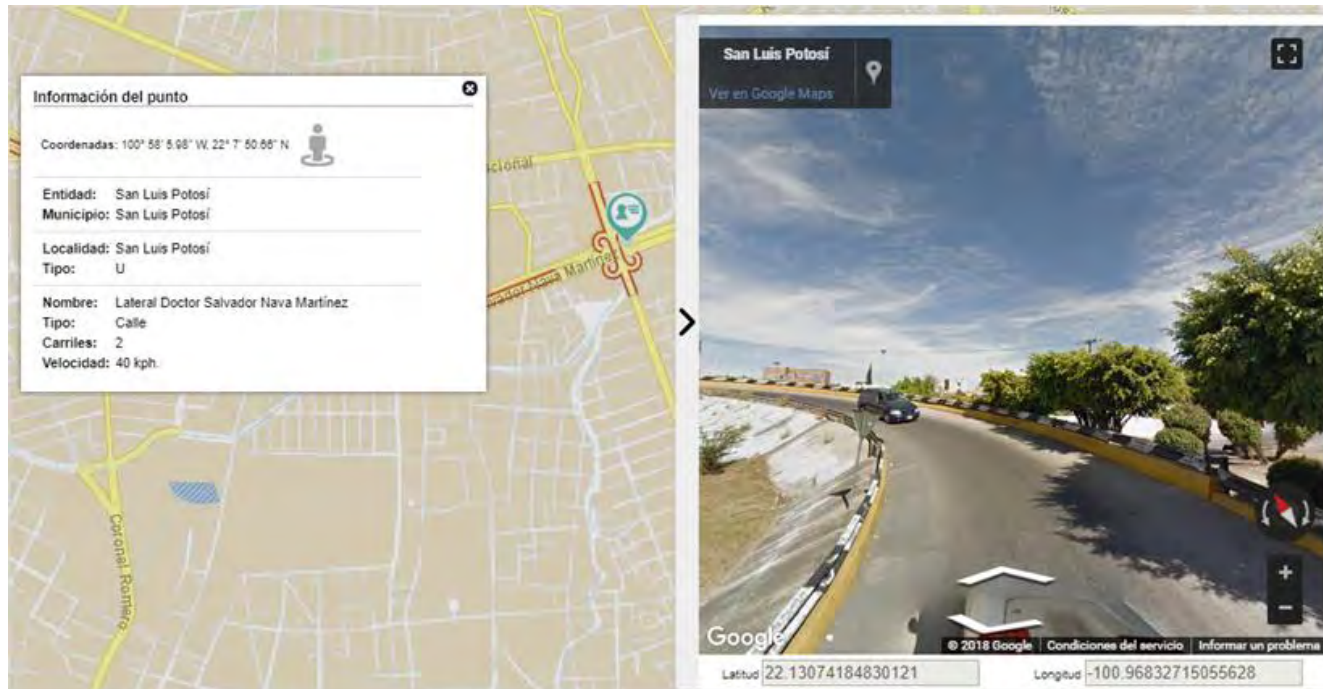 Información del punto
Coordenadas: 100° 58' 5.98" W, 22° 7' 50.66" N
Entidad: San Luis Potosí
Municipio: San Luis Potosí
Localidad: San Luis Potosí
Tipo: U
Nombre: Lateral Doctor Salvador Nava Martínez
Tipo: Calle
Carriles: 2
Velocidad: 40 kph.
Coronel Romero
San Luis Potosí
Ver en Google Maps
Google
© 2018 Google
Condiciones del servicio
Informar un problema
Latitud 22.13074184830121
Longitud -100.96832715055628